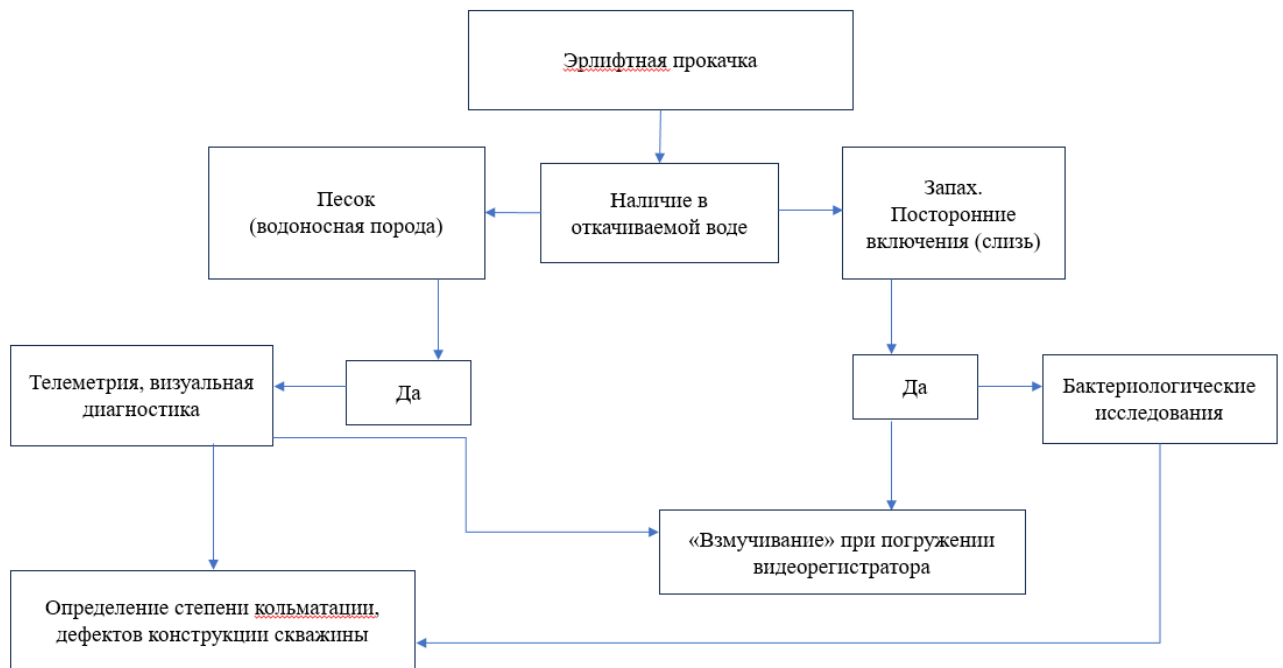 Эрлифтная прокачка
Песок
(водоносная порода)
Наличие в
откачиваемой воде
Запах.
Посторонние
включения (слизь)
Телеметрия, визуальная
диагностика
Да
Да
Бактериологические
исследования
«Взмучивание» при погружении
видеорегистратора
Определение степени кольматации,
дефектов конструкции скважины